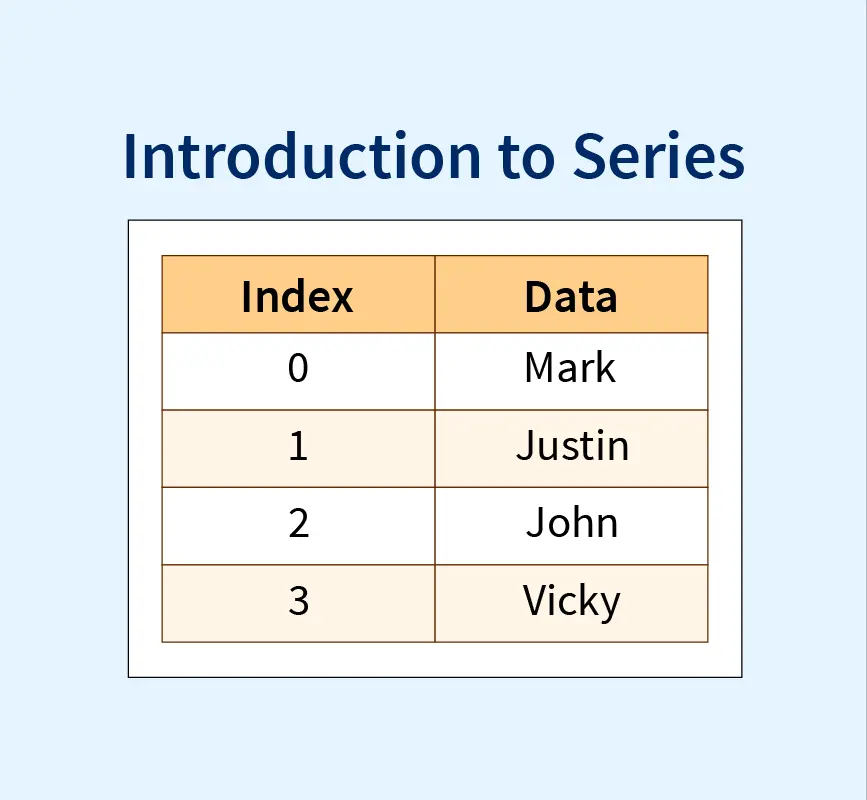 Introduction to Series
Index Data
0 Mark
1 Justin
2 John
3 Vicky